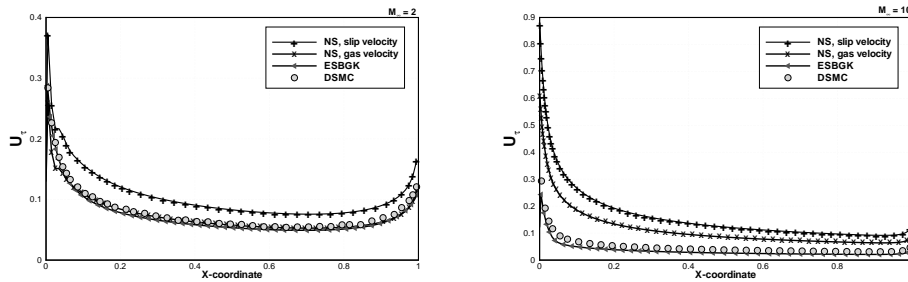 M∞ = 2
0.4
0.3
0.2
0.1
0
Uτ
NS, slip velocity
NS, gas velocity
ESBGK
DSMC
0
0.2
0.4
0.6
0.8
1
X-coordinate
M∞ = 10
0.9
0.8
0.7
0.6
0.5
0.4
0.3
0.2
0.1
0
Uτ
NS, slip velocity
NS, gas velocity
ESBGK
DSMC
0
0.2
0.4
0.6
0.8
X-coordinate